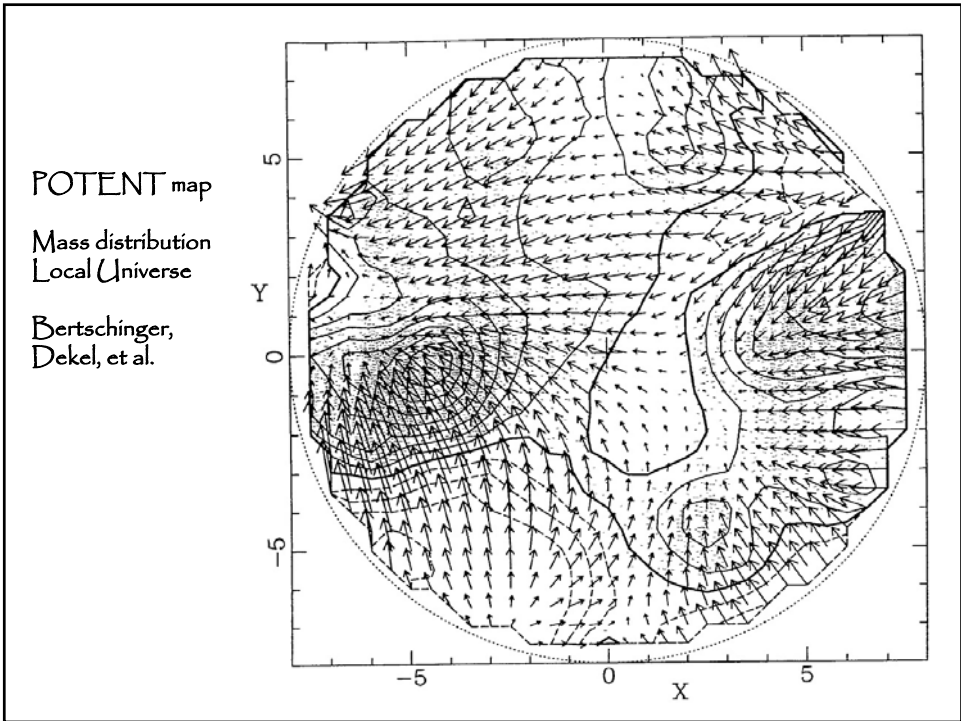 POTENT map
Mass distribution
Local Universe
Bertschinger,
Dekel, et al.
5
Y
0
−5
−5
0
5
X